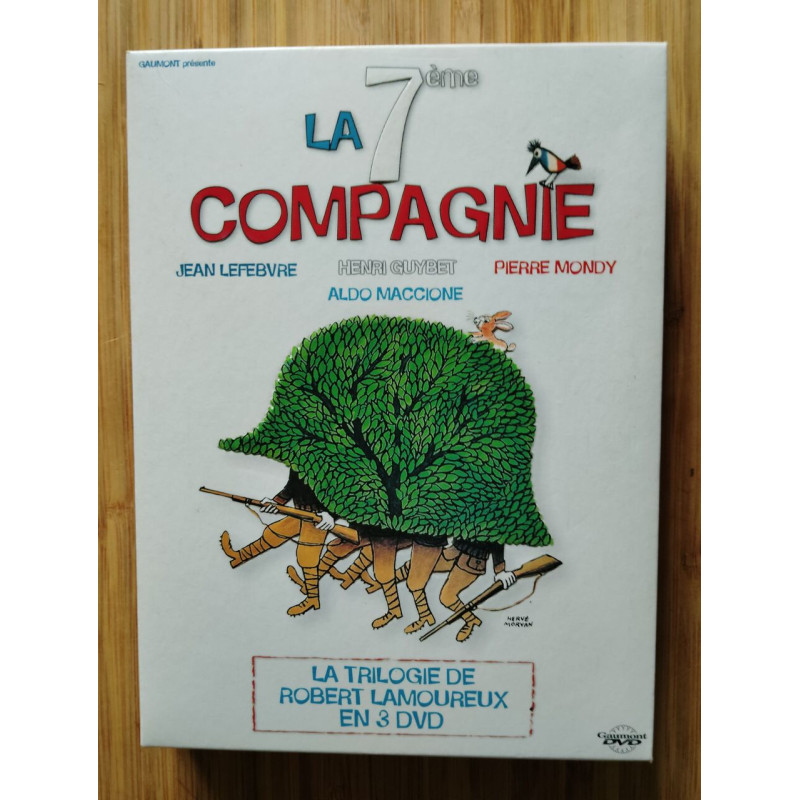 GAUMONT présente
LA 7ème
COMPAGNIE
JEAN LEFEBVRE HENRI GUYBET PIERRE MONDY
ALDO MACCIONE
HERVÉ
MORVAN
LA TRILOGIE DE
ROBERT LAMOUREUX
EN 3 DVD
Gaumont
DVD